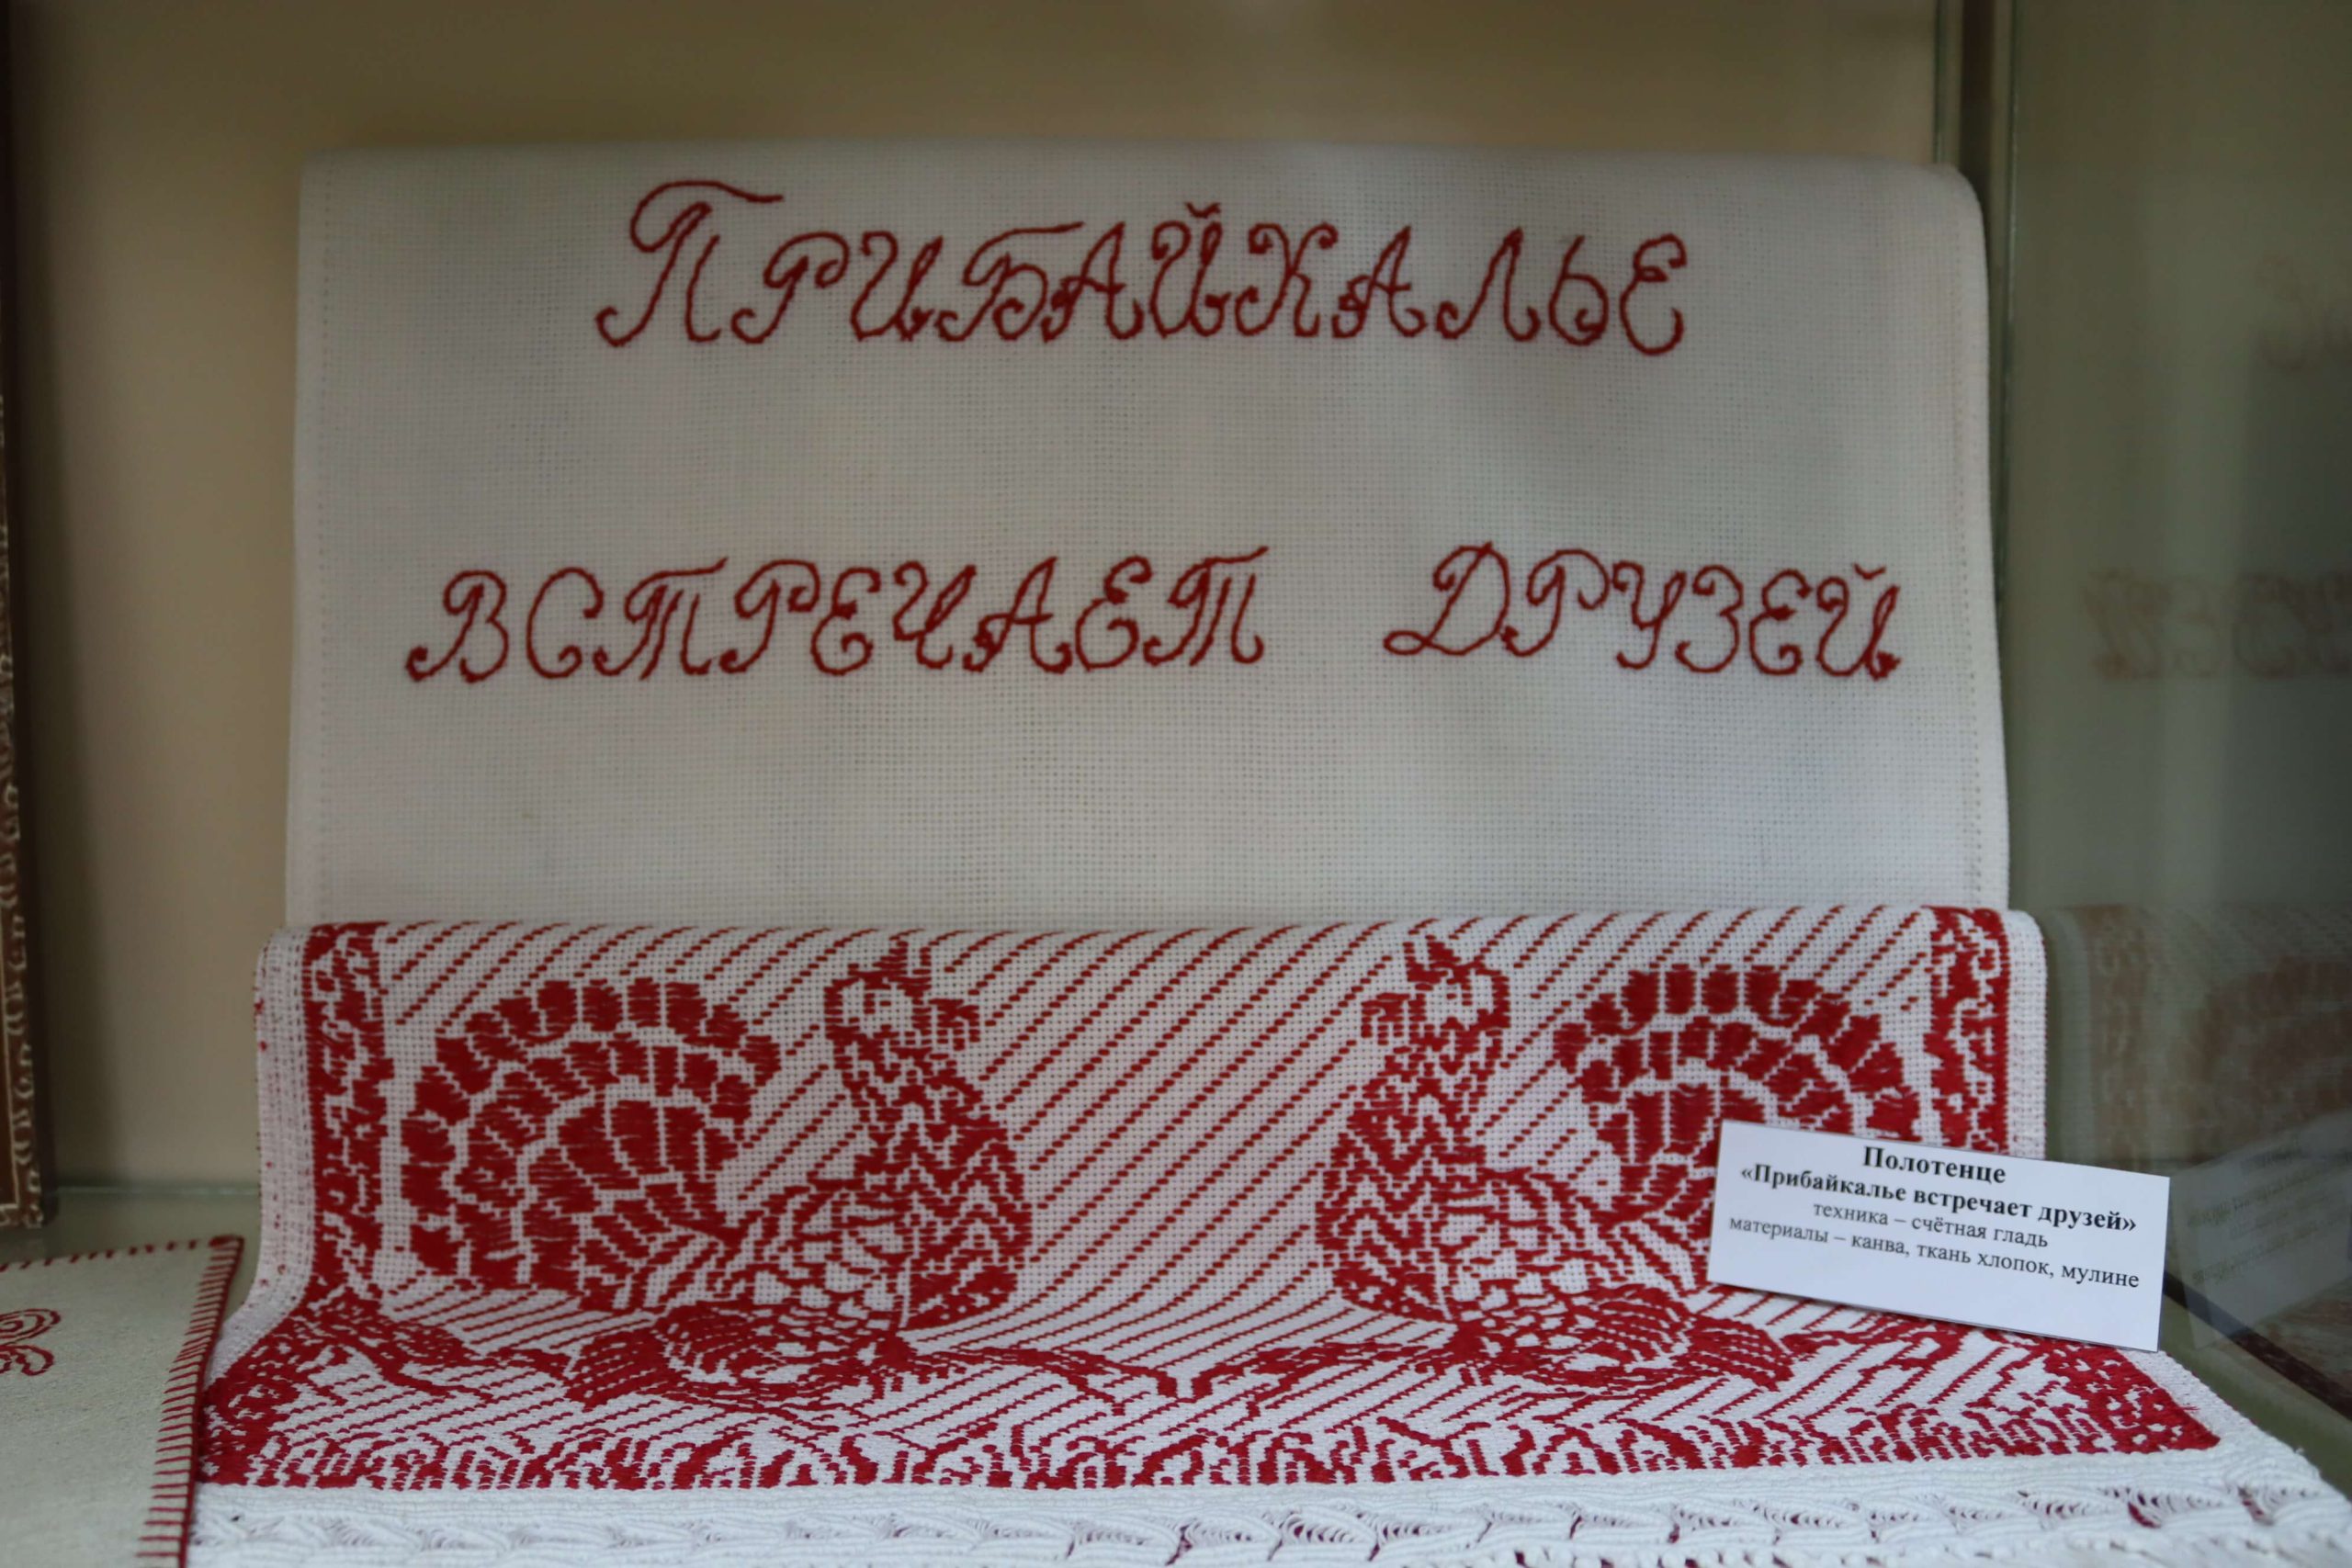 ПРИБАЙКАЛЬЕ
ВСТРЕЧАЕТ ДРУЗЕЙ
Полотенце
«Прибайкалье встречает друзей»
техника – счётная гладь
материалы – канва, ткань хлопок, мулине